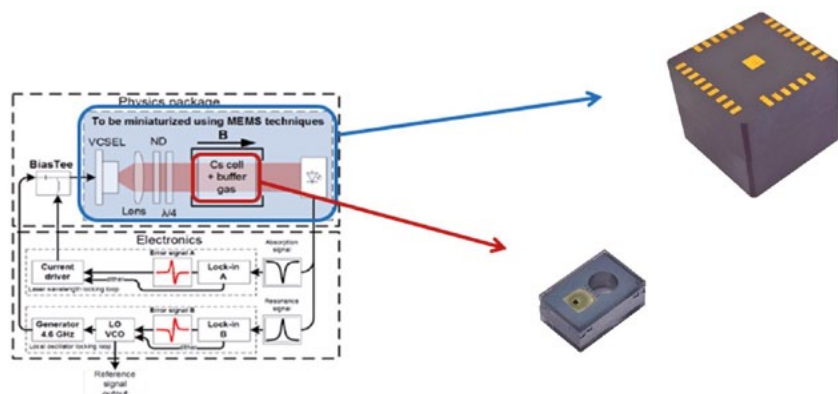 Physics package
To be miniaturized using MEMS techniques
VCSEL
ND
B
BiasTee
Cs cell
+ buffer
gas
Lens
λ/4
Electronics
Error signal A
Absorption
signal
Current
driver
Lock-in
A
Laser wavelength locking loop
Error signal B
Resonance
signal
Generator
4.6 GHz
LO
VCO
Lock-in
B
Local oscillator locking loop
Reference
signal
output